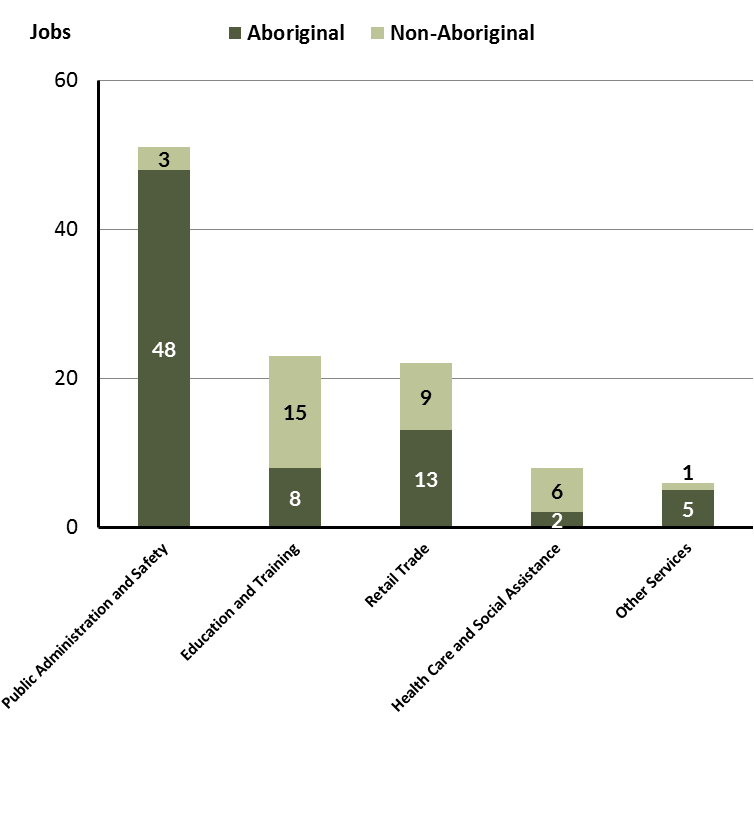 Jobs
Aboriginal Non-Aboriginal
60
40
20
0
3
48
15
8
9
13
6
2
1
5
Public Administration and Safety
Education and Training
Retail Trade
Health Care and Social Assistance
Other Services